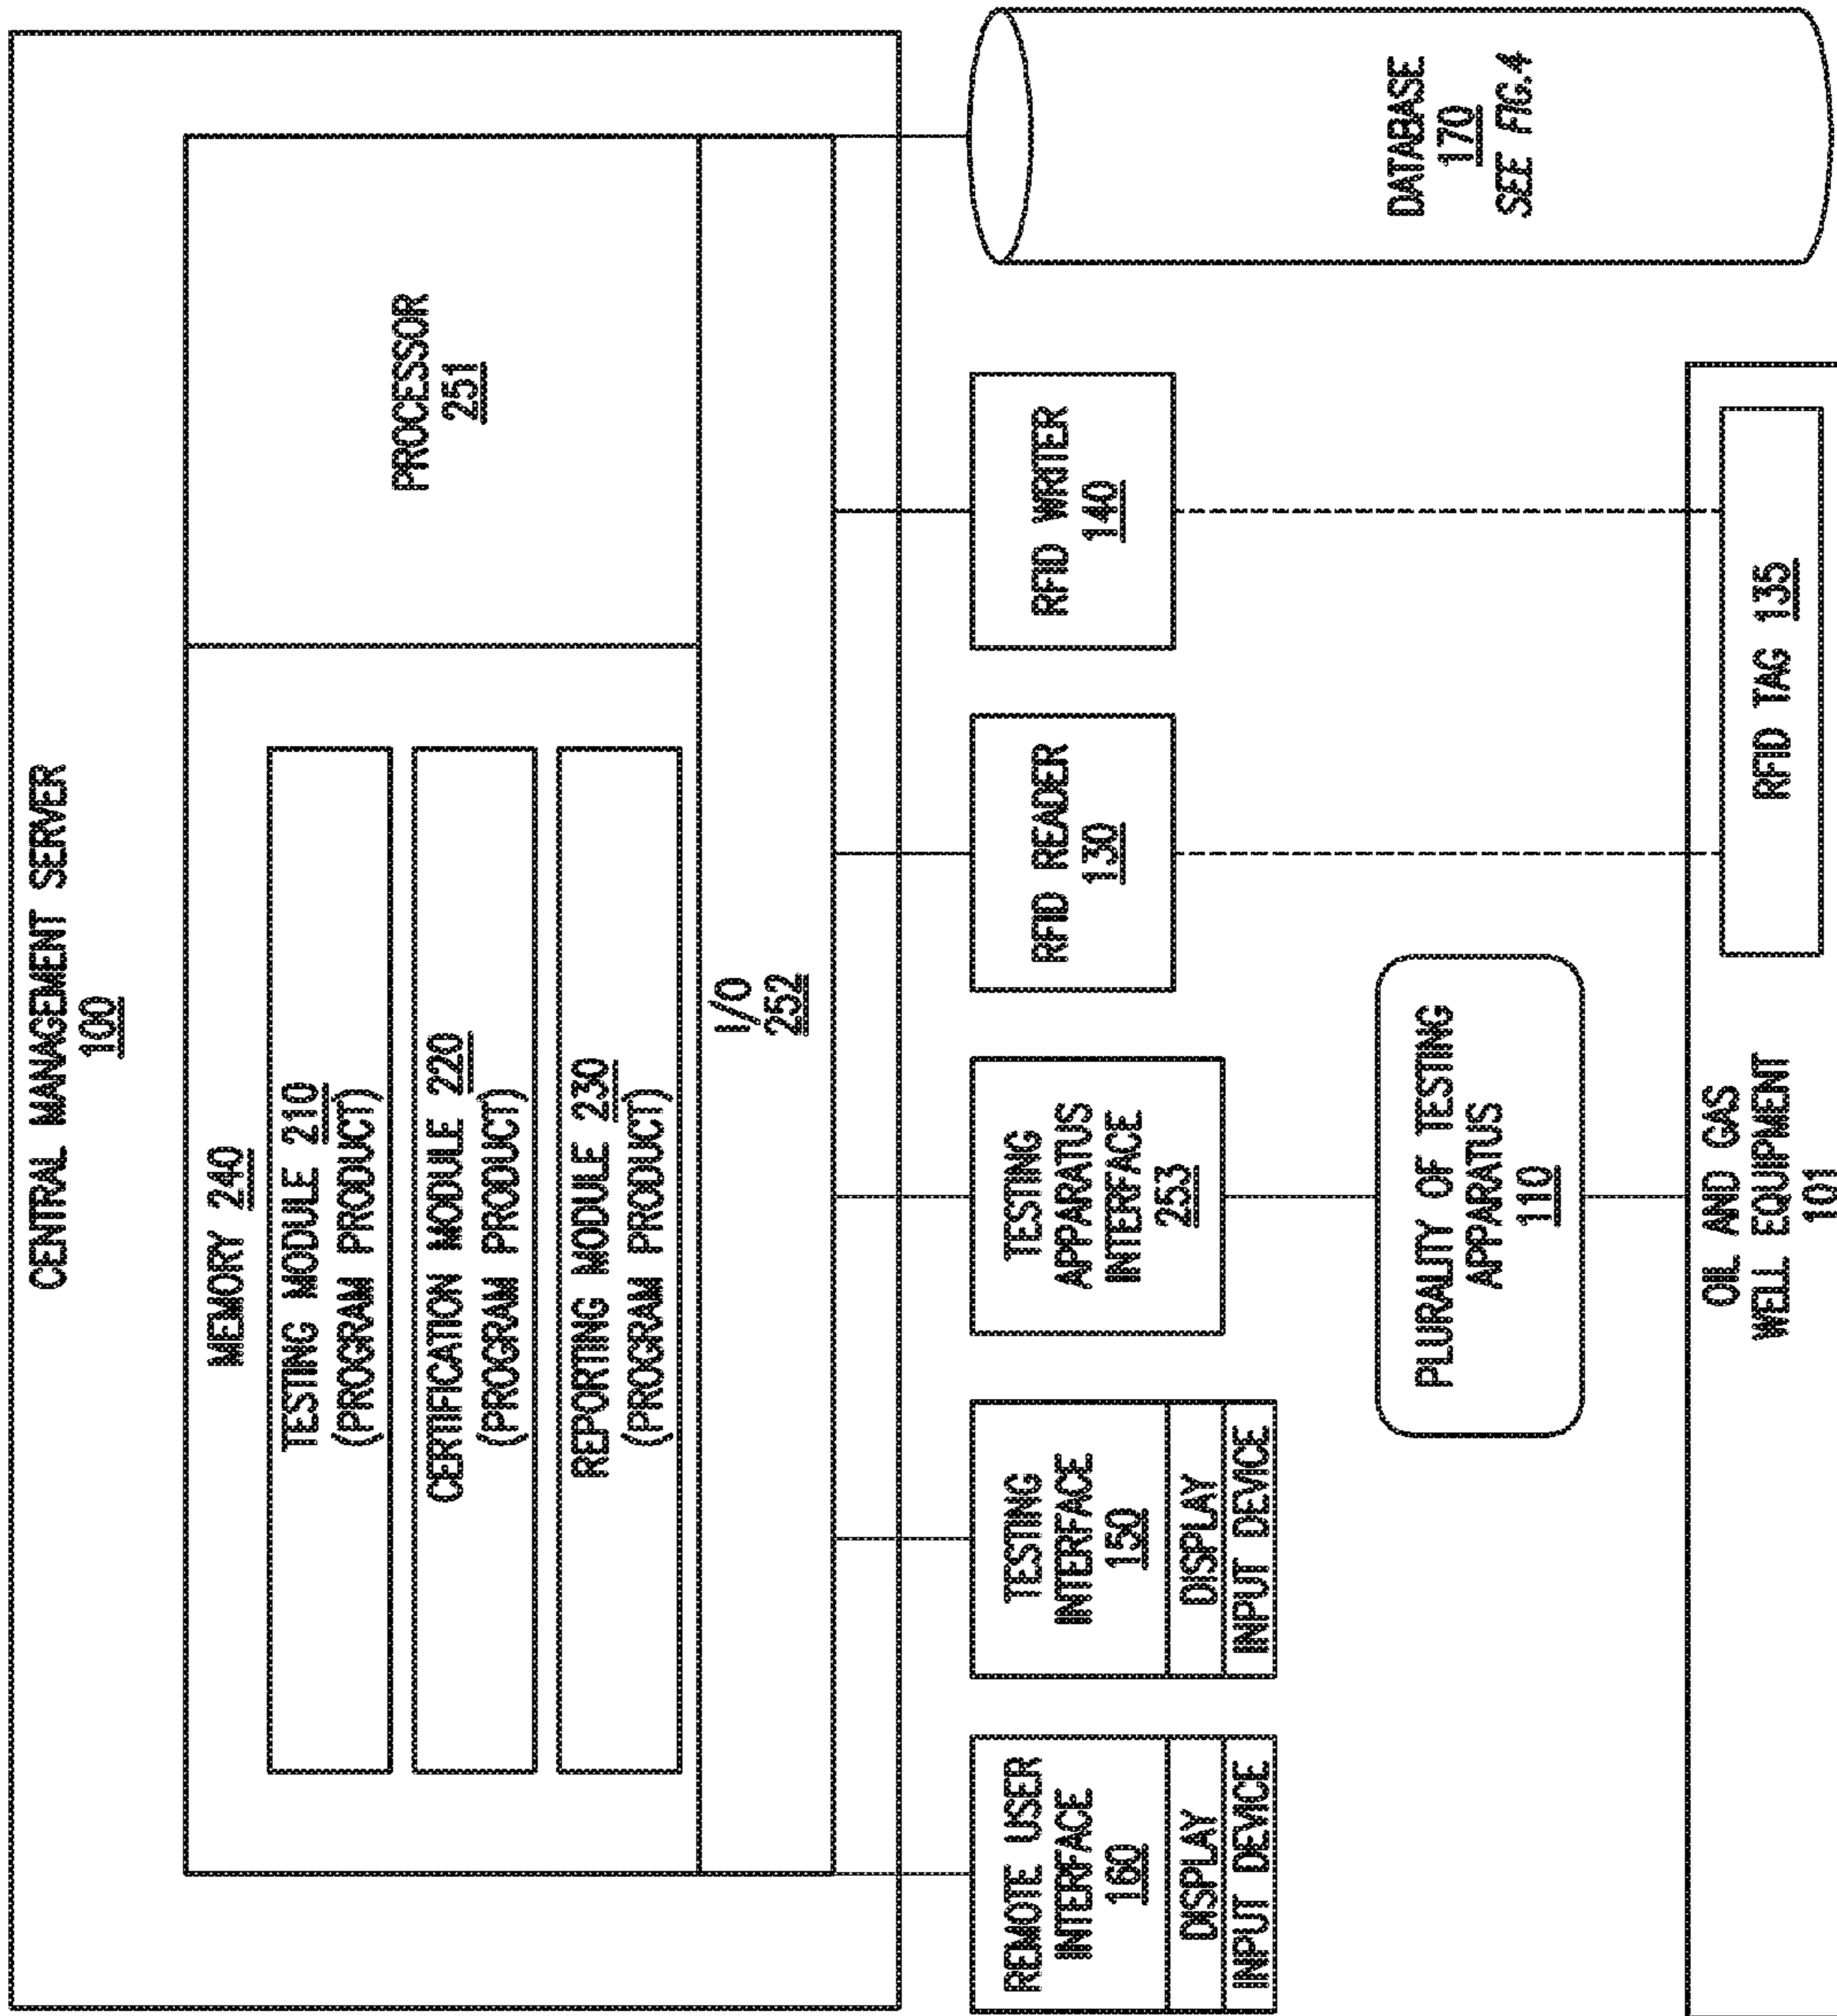 CENTRAL MANAGEMENT SERVER
100
MEMORY 240
TESTING MODULE 210
(PROGRAM PRODUCT)
CERTIFICATION MODULE 220
(PROGRAM PRODUCT)
REPORTING MODULE 230
(PROGRAM PRODUCT)
PROCESSOR
251
I/O
252
REMOTE USER
INTERFACE
160
DISPLAY
INPUT DEVICE
TESTING
INTERFACE
150
DISPLAY
INPUT DEVICE
TESTING
APPARATUS
INTERFACE
253
RFID READER
130
RFID WRITER
140
DATABASE
170
SEE FIG.4
PLURALITY OF TESTING
APPARATUS
110
OIL AND GAS
WELL EQUIPMENT
101
RFID TAG 135